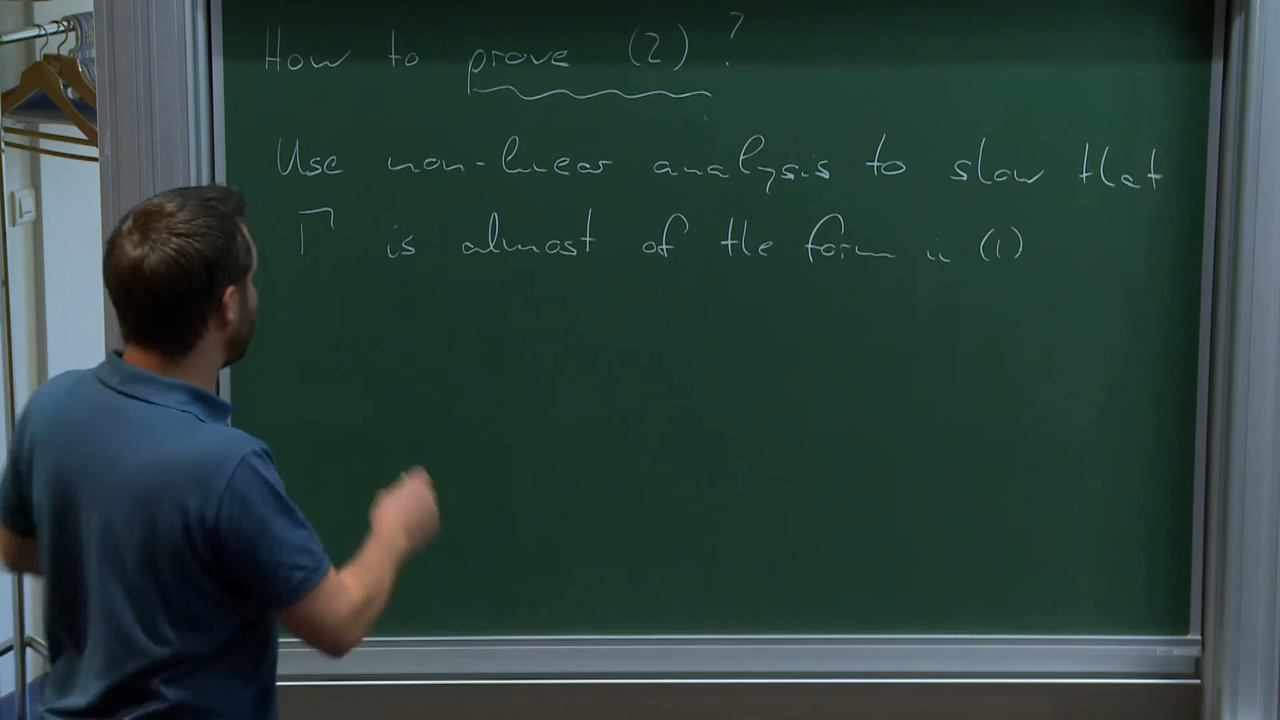 How to prove (2)?
Use non-linear analysis to show that
Γ is almost of the form in (1)